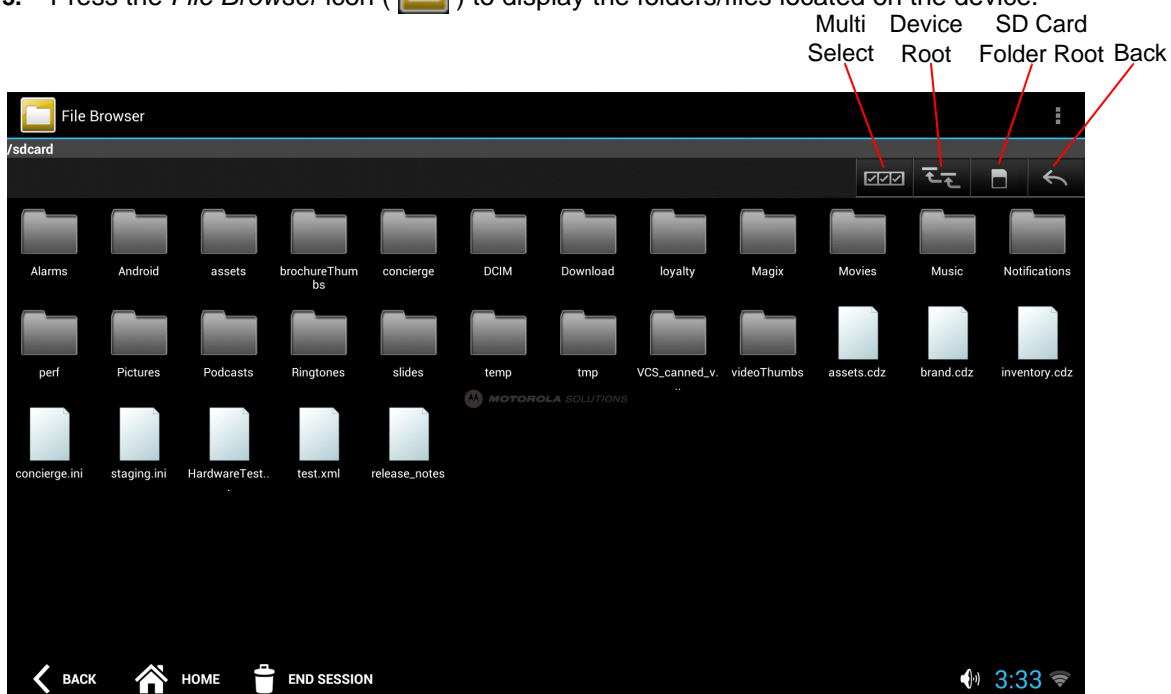 Press the File Browser icon ( ) to display the folders/files located on the device.
Multi Select
Device Root
SD Card Folder Root
Back
File Browser
/sdcard
Alarms
Android
assets
brochureThum
bs
concierge
DCIM
Download
loyalty
Magix
Movies
Music
Notifications
perf
Pictures
Podcasts
Ringtones
slides
temp
tmp
VCS_canned_v.
..
videoThumbs
assets.cdz
brand.cdz
inventory.cdz
MOTOROLA SOLUTIONS
concierge.ini
staging.ini
HardwareTest..
.
test.xml
release_notes
BACK
HOME
END SESSION
3:33